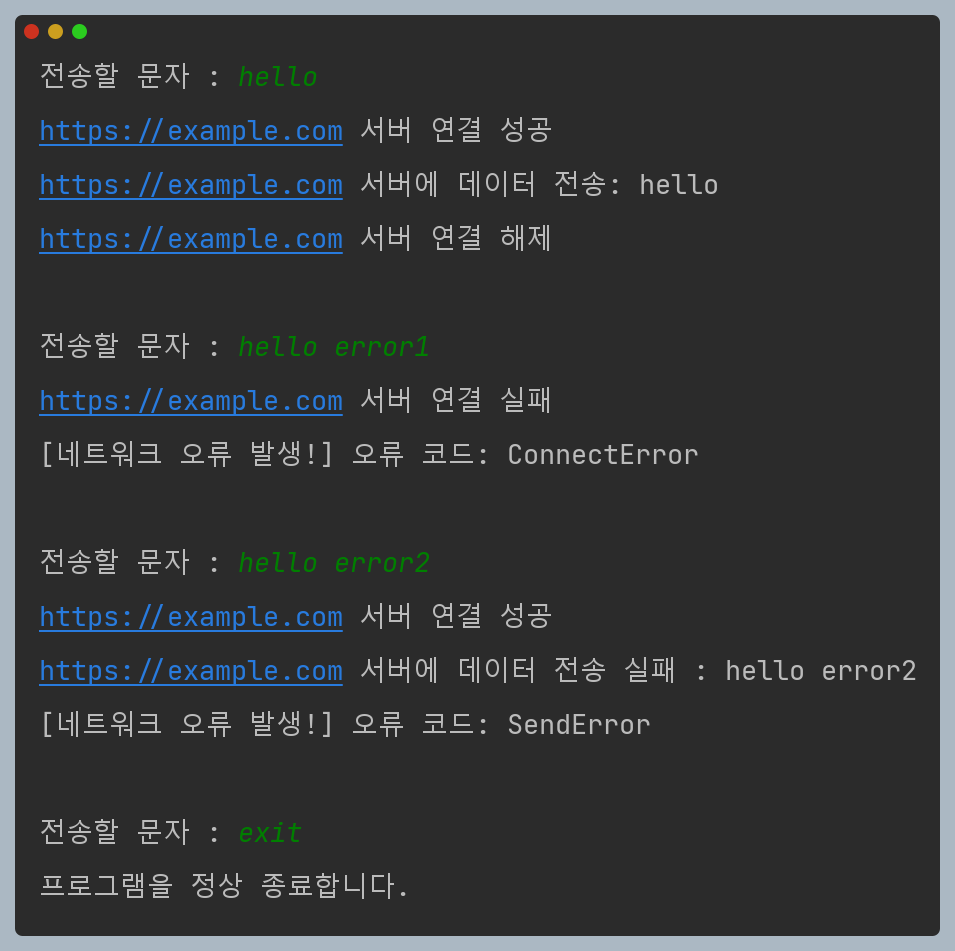 전송할 문자 : hello
https://example.com 서버 연결 성공
https://example.com 서버에 데이터 전송: hello
https://example.com 서버 연결 해제
전송할 문자 : hello error1
https://example.com 서버 연결 실패
[네트워크 오류 발생!] 오류 코드: ConnectError
전송할 문자 : hello error2
https://example.com 서버 연결 성공
https://example.com 서버에 데이터 전송 실패 : hello error2
[네트워크 오류 발생!] 오류 코드: SendError
전송할 문자 : exit
프로그램을 정상 종료합니다.